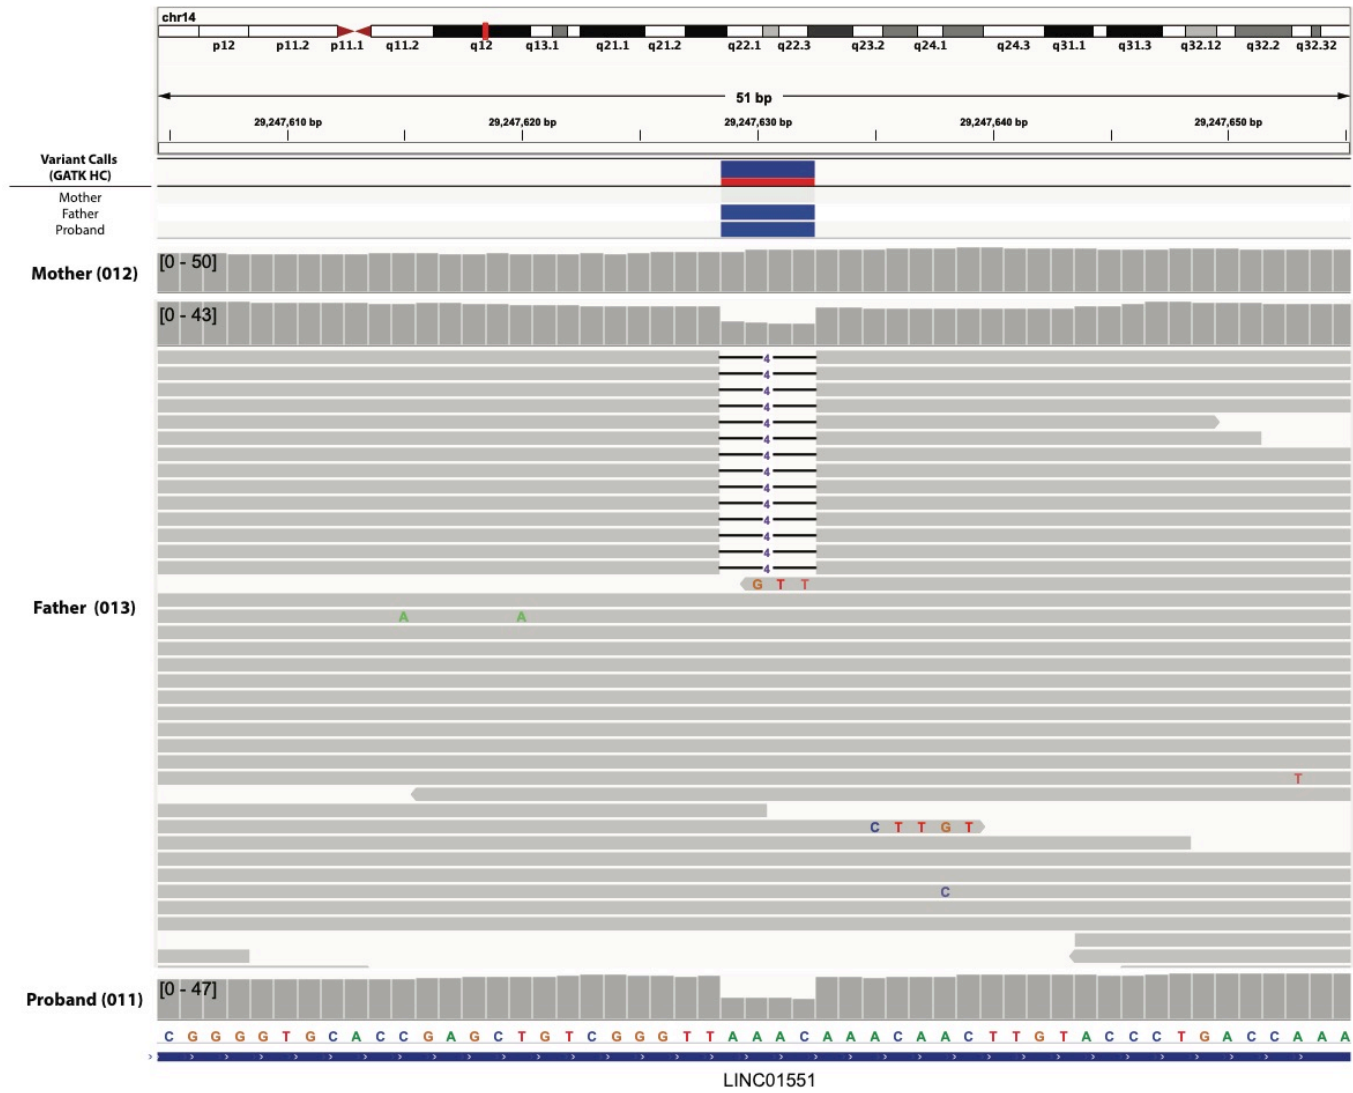 chr14
p12 p11.2 p11.1 q11.2 q12 q13.1 q21.1 q21.2 q22.1 q22.3 q23.2 q24.1 q24.3 q31.1 q31.3 q32.12 q32.2 q32.32
51 bp
29,247,610 bp 29,247,620 bp 29,247,630 bp 29,247,640 bp 29,247,650 bp
Variant Calls
(GATK HC)
Mother
Father
Proband
Mother (012) [0 - 50]
[0 - 43]
4
4
4
4
4
4
4
4
4
4
4
4
4
4
G T T
Father (013)
A A
T
C T T G T
C
Proband (011) [0 - 47]
C G G G G T G C A C C G A G C T G T C G G G T T A A A C A A A C A A C T T G T A C C C T G A C C A A A
LINC01551